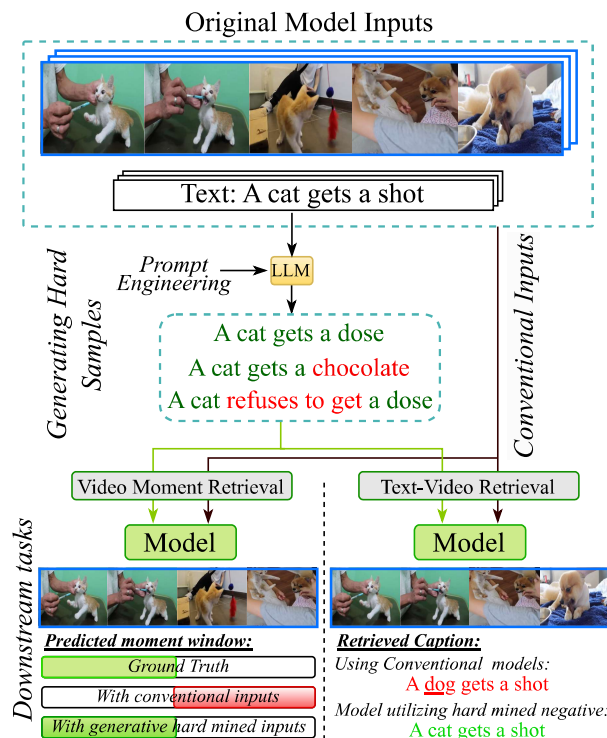 Original Model Inputs
Text: A cat gets a shot
Generating Hard
Samples
Prompt
Engineering
LLM
Conventional Inputs
A cat gets a dose
A cat gets a chocolate
A cat refuses to get a dose
Video Moment Retrieval
Text-Video Retrieval
Model
Model
Downstream tasks
Predicted moment window:
Ground Truth
With conventional inputs
With generative hard mined inputs
Retrieved Caption:
Using Conventional models:
A dog gets a shot
Model utilizing hard mined negative:
A cat gets a shot